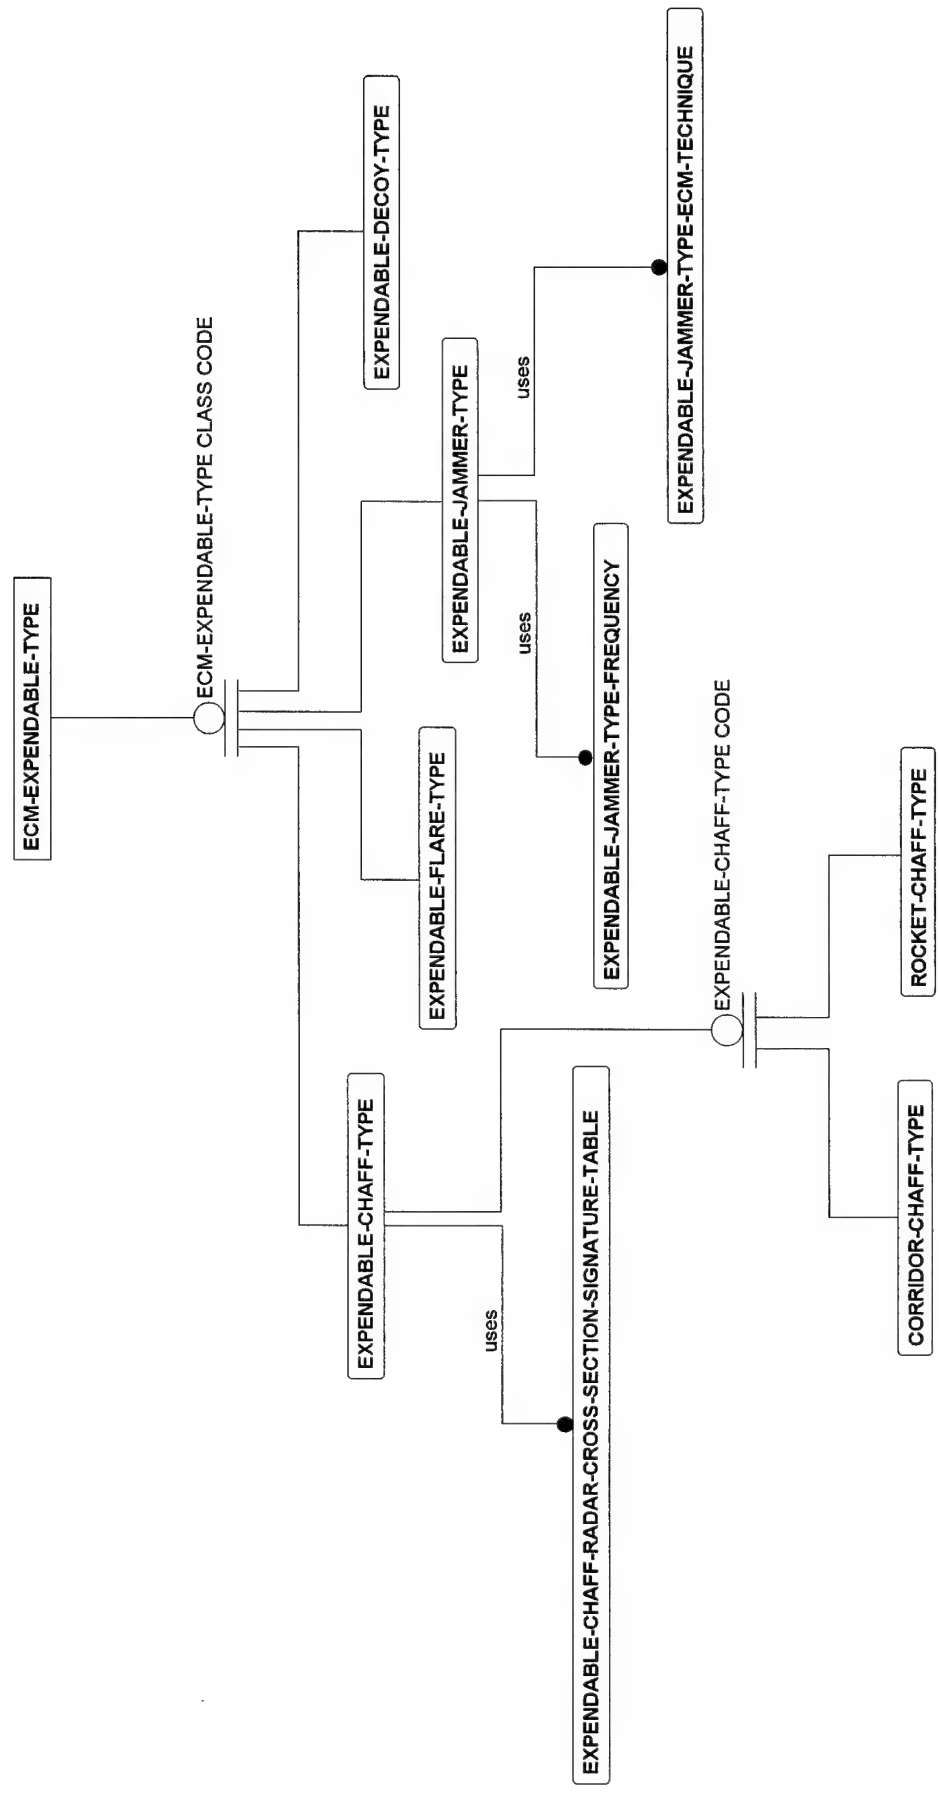 ECM-EXPENDABLE-TYPE
ECM-EXPENDABLE-TYPE CLASS CODE
EXPENDABLE-CHAFF-TYPE
EXPENDABLE-DECOY-TYPE
EXPENDABLE-FLARE-TYPE
EXPENDABLE-JAMMER-TYPE
uses
uses
uses
EXPENDABLE-CHAFF-RADAR-CROSS-SECTION-SIGNATURE-TABLE
EXPENDABLE-JAMMER-TYPE-FREQUENCY
EXPENDABLE-JAMMER-TYPE-ECM-TECHNIQUE
EXPENDABLE-CHAFF-TYPE CODE
CORRIDOR-CHAFF-TYPE
ROCKET-CHAFF-TYPE